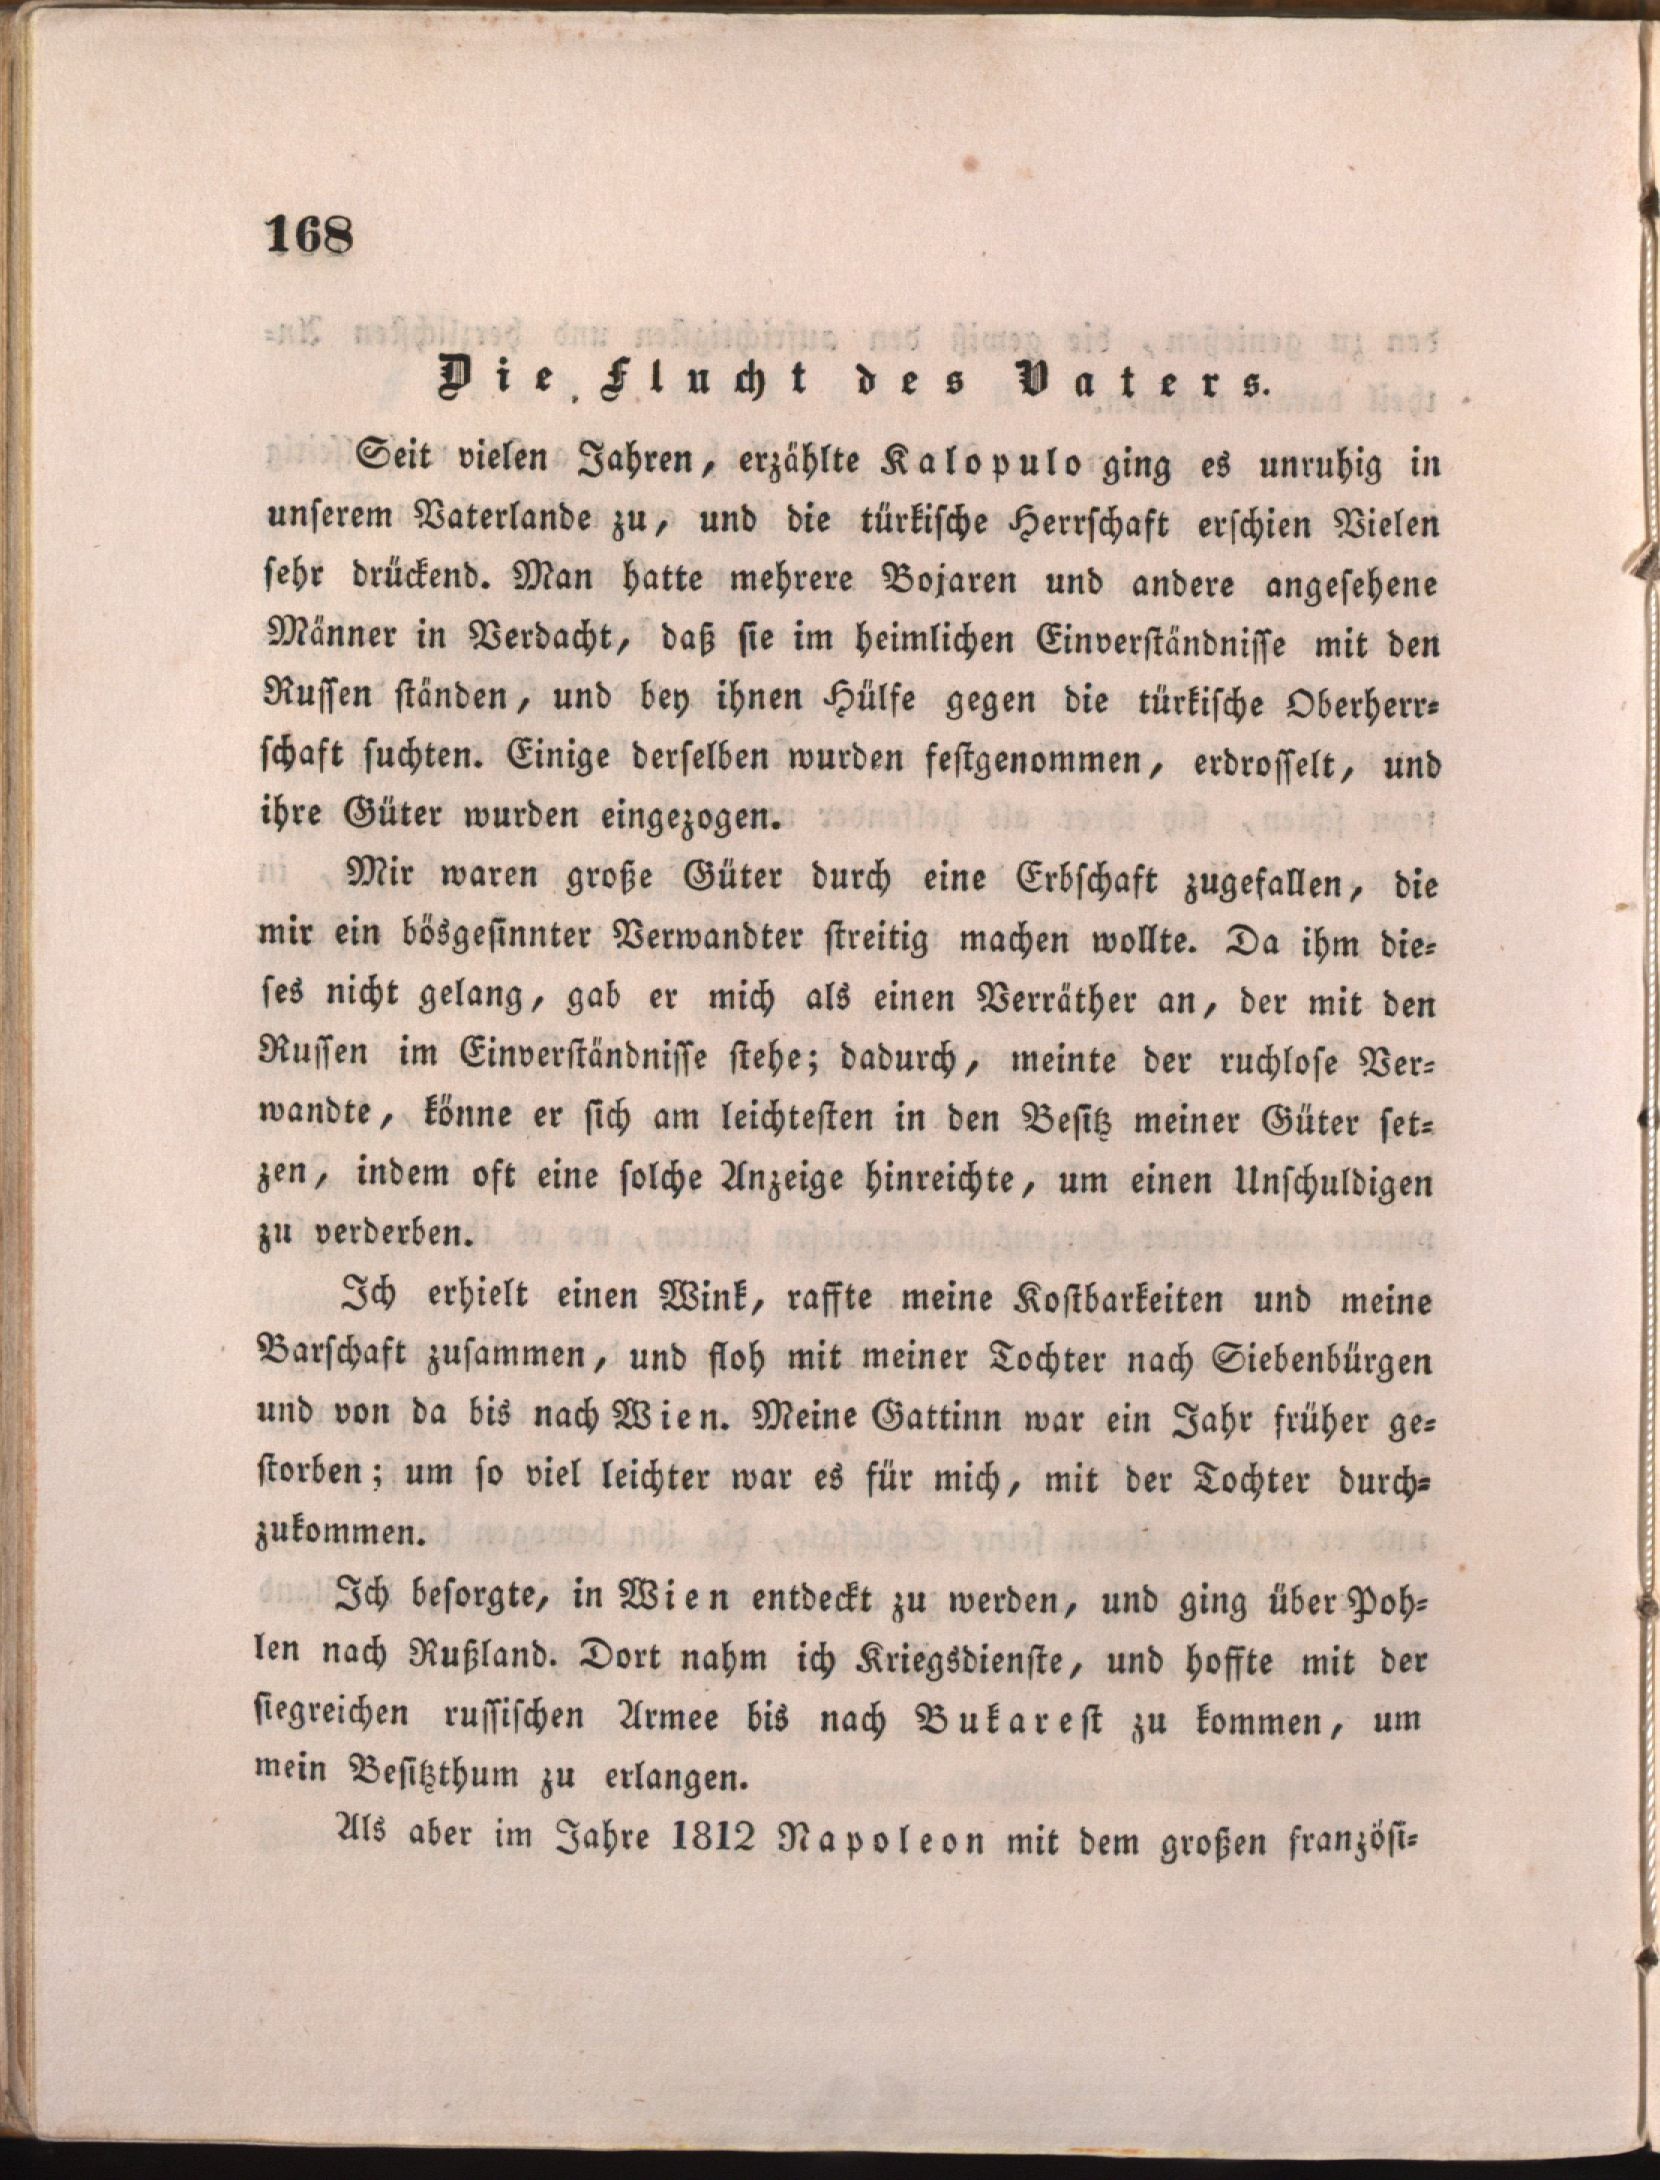 168
Die Flucht des Vaters.
Seit vielen Jahren, erzählte Kalopulo ging es unruhig in
unserem Vaterlande zu, und die türkische Herrschaft erschien Vielen
sehr drückend. Man hatte mehrere Bojaren und andere angesehene
Männer in Verdacht, daß sie im heimlichen Einverständnisse mit den
Russen ständen, und bey ihnen Hülfe gegen die türkische Oberherr-
schaft suchten. Einige derselben wurden festgenommen, erdrosselt, und
ihre Güter wurden eingezogen.
Mir waren große Güter durch eine Erbschaft zugefallen, die
mir ein bösgesinnter Verwandter streitig machen wollte. Da ihm die-
ses nicht gelang, gab er mich als einen Verräther an, der mit den
Russen im Einverständnisse stehe; dadurch, meinte der ruchlose Ver-
wandte, könne er sich am leichtesten in den Besitz meiner Güter set-
zen, indem oft eine solche Anzeige hinreichte, um einen Unschuldigen
zu verderben.
Ich erhielt einen Wink, raffte meine Kostbarkeiten und meine
Barschaft zusammen, und floh mit meiner Tochter nach Siebenbürgen
und von da bis nach Wien. Meine Gattinn war ein Jahr früher ge-
storben; um so viel leichter war es für mich, mit der Tochter durch-
zukommen.
Ich besorgte, in Wien entdeckt zu werden, und ging über Poh-
len nach Rußland. Dort nahm ich Kriegsdienste, und hoffte mit der
siegreichen russischen Armee bis nach Bukarest zu kommen, um
mein Besitzthum zu erlangen.
Als aber im Jahre 1812 Napoleon mit dem großen französi-